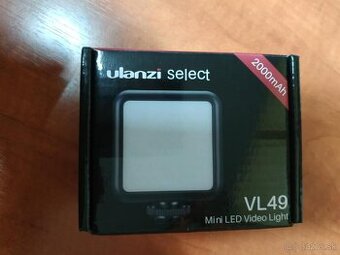 ulanzi select
2000mAh
VL49
Mini LED Video Light